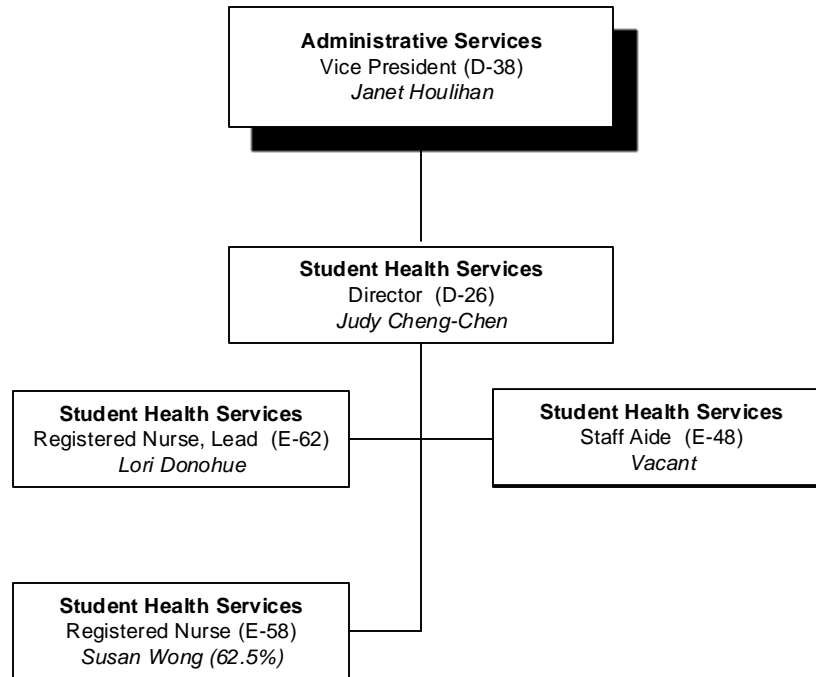 Administrative Services
Vice President (D-38)
Janet Houlihan
Student Health Services
Director (D-26)
Judy Cheng-Chen
Student Health Services
Registered Nurse, Lead (E-62)
Lori Donohue
Student Health Services
Staff Aide (E-48)
Vacant
Student Health Services
Registered Nurse (E-58)
Susan Wong (62.5%)